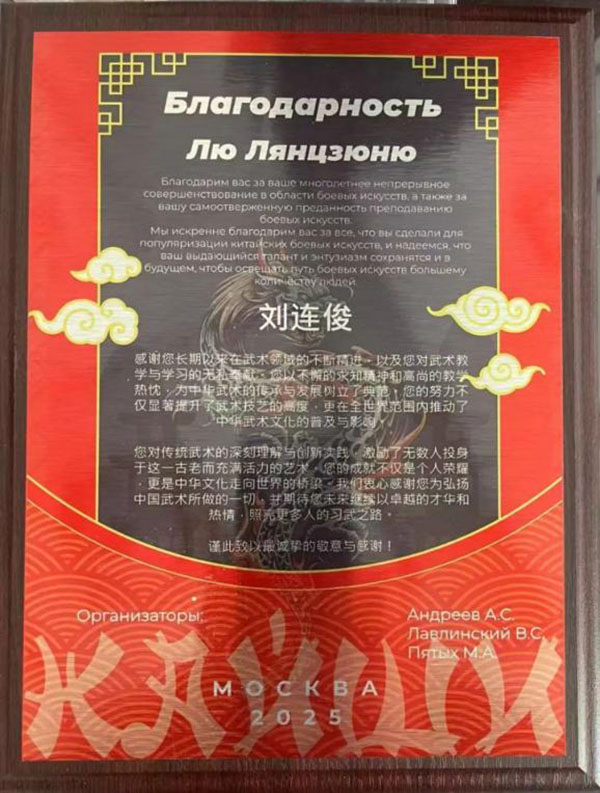 Благодарность
Лю Лянцзюню
Благодарим вас за ваше многолетнее непрерывное
совершенствование в области боевых искусств, а также за
вашу самоотверженную преданность преподаванию
боевых искусств.
Мы искренне благодарим вас за все, что вы сделали для
популяризации китайских боевых искусств, и надеемся, что
ваш выдающийся талант и энтузиазм сохранятся и в
будущем, чтобы освещать путь боевых искусств большему
количеству людей.
刘连俊
感谢您长期以来在武术领域的不断精进，以及您对武术教
学与学习的无私奉献。您以不懈的求知精神和高尚的教学
热忱，为中华武术的传承与发展树立了典范。您的努力不
仅显著提升了武术技艺的高度，更在全世界范围内推动了
中华武术文化的普及与影响。
您对传统武术的深刻理解与创新实践，激励了无数人投身
于这一古老而充满活力的艺术。您的成就不仅是个人荣耀
，更是中华文化走向世界的桥梁。我们衷心感谢您为弘扬
中国武术所做的一切，并期待您未来继续以卓越的才华和
热情，照亮更多人的习武之路。
谨此致以最诚挚的敬意与感谢！
Организаторы:
Андреев А.С.
Лавлинский В.С.
Пятых М.А.
КАЙЦИ
МОСКВА
2025